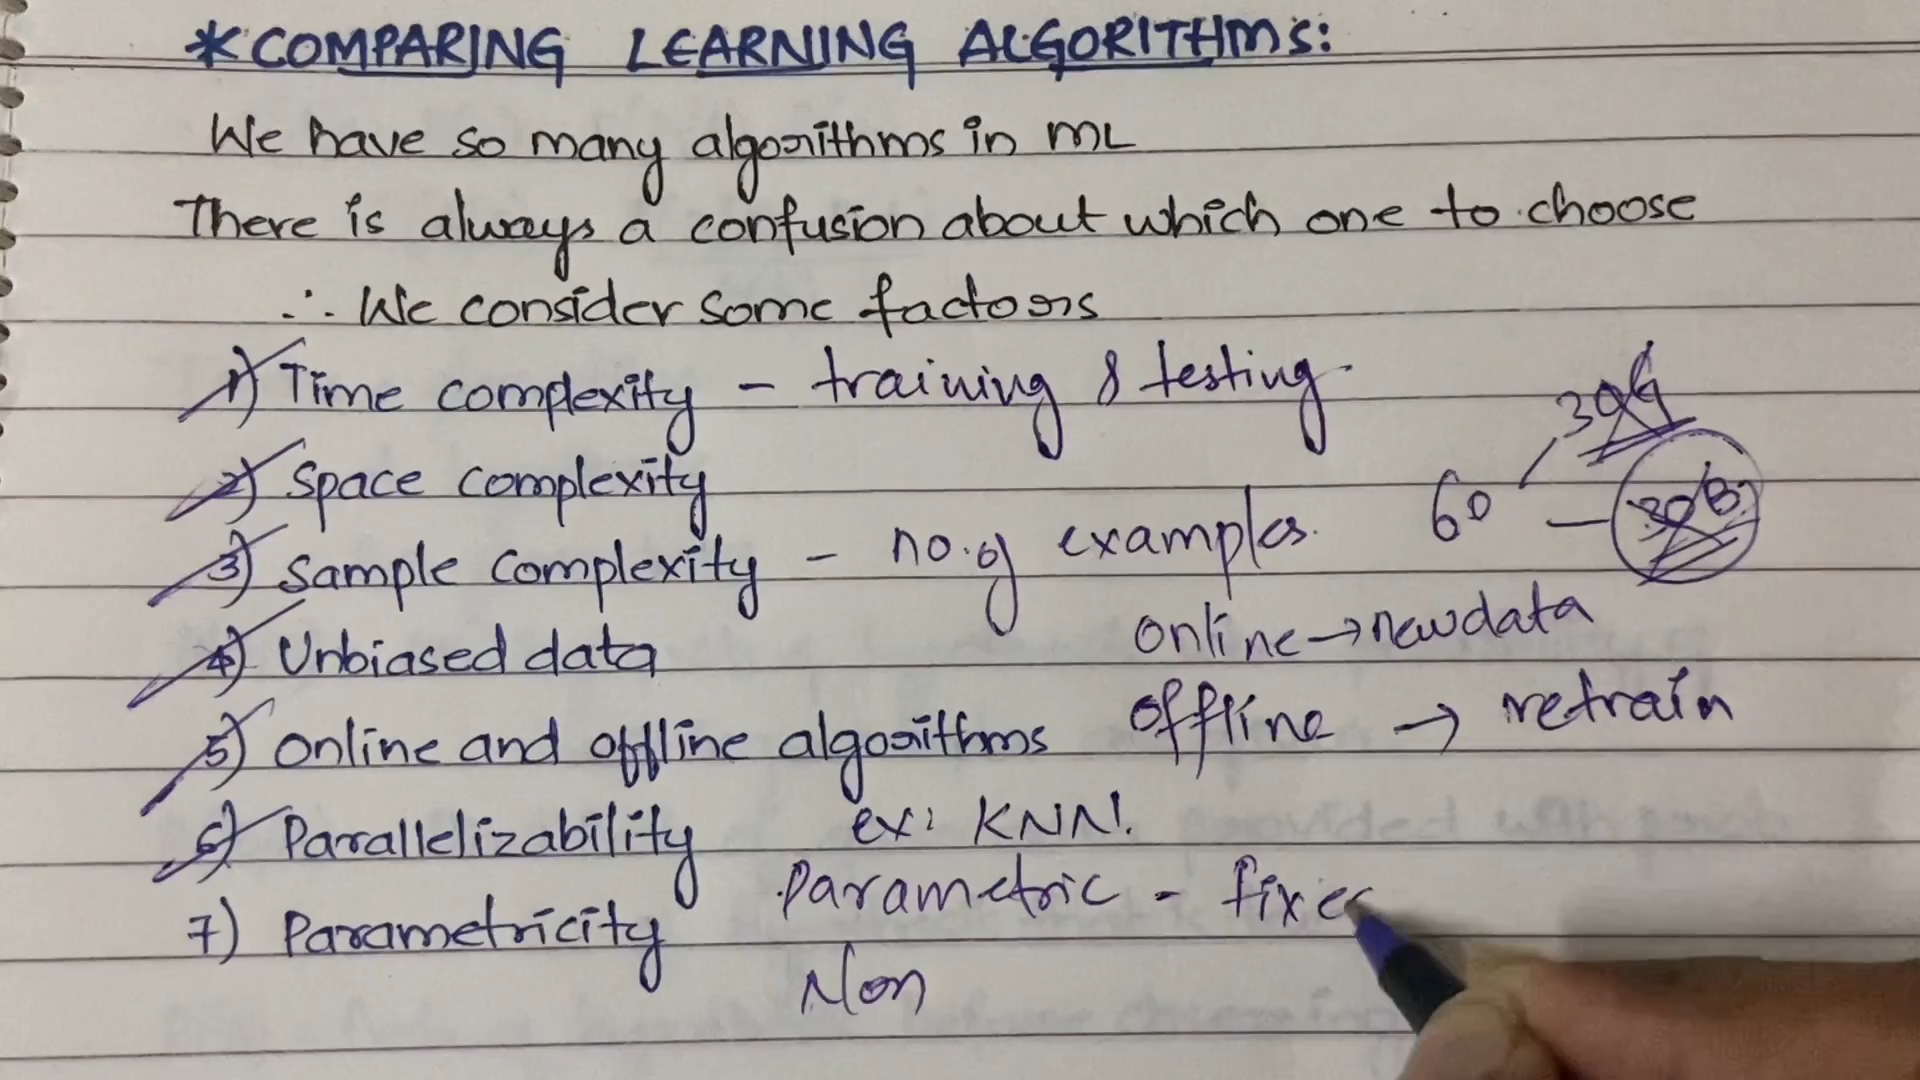 *COMPARING LEARNING ALGORITHMS:
We have so many algorithms in ML
There is always a confusion about which one to choose
∴ We consider some factors
1) Time complexity - training & testing.
2) Space complexity
30G
60 - 30B
3) Sample complexity - no. of examples.
4) Unbiased data
online → new data
5) online and offline algorithms
offline → retrain
6) Parallelizability ex: KNN.
7) Parametricity
Parametric - fixe
Non